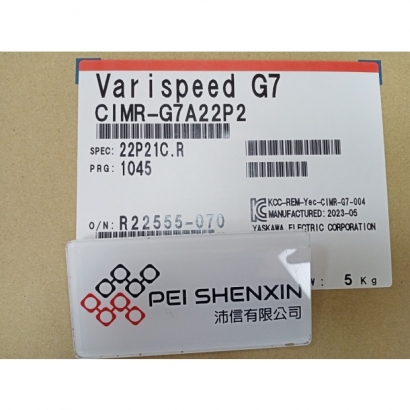 Varispeed G7
CIMR-G7A22P2
SPEC: 22P21C.R
PRG: 1045
KCC-REM-Yec-CIMR-G7-004
MANUFACTURED: 2023-05
O/N: R22555-070
YASKAWA ELECTRIC CORPORATION
5 Kg
PEI SHENXIN
沛信有限公司